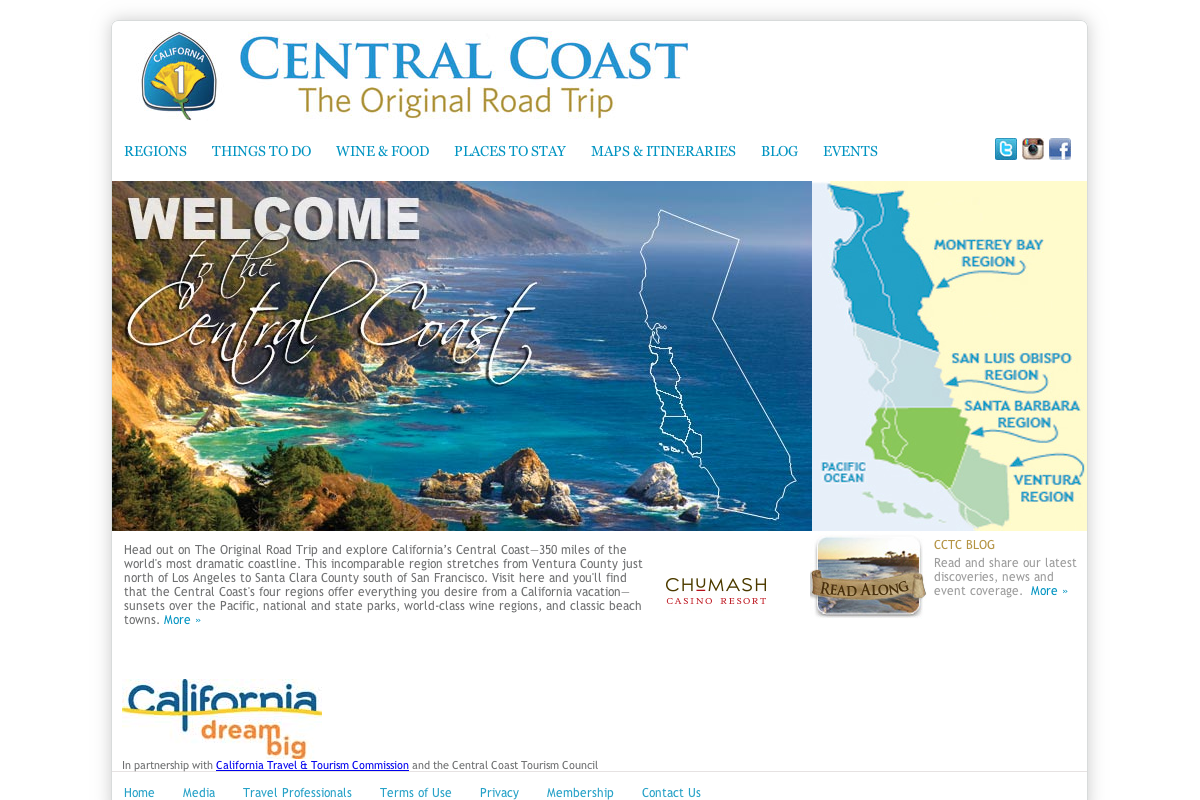 CALIFORNIA
1
CENTRAL COAST
The Original Road Trip
REGIONS THINGS TO DO WINE & FOOD PLACES TO STAY MAPS & ITINERARIES BLOG EVENTS
WELCOME
to the
Central Coast
MONTEREY BAY
REGION
SAN LUIS OBISPO
REGION
SANTA BARBARA
REGION
PACIFIC
OCEAN
VENTURA
REGION
Head out on The Original Road Trip and explore California’s Central Coast—350 miles of the
world's most dramatic coastline. This incomparable region stretches from Ventura County just
north of Los Angeles to Santa Clara County south of San Francisco. Visit here and you'll find
that the Central Coast's four regions offer everything you desire from a California vacation—
sunsets over the Pacific, national and state parks, world-class wine regions, and classic beach
towns. More »
CHUMASH
CASINO RESORT
READ ALONG
CCTC BLOG
Read and share our latest
discoveries, news and
event coverage. More »
California
dream
big
In partnership with California Travel & Tourism Commission and the Central Coast Tourism Council
Home Media Travel Professionals Terms of Use Privacy Membership Contact Us